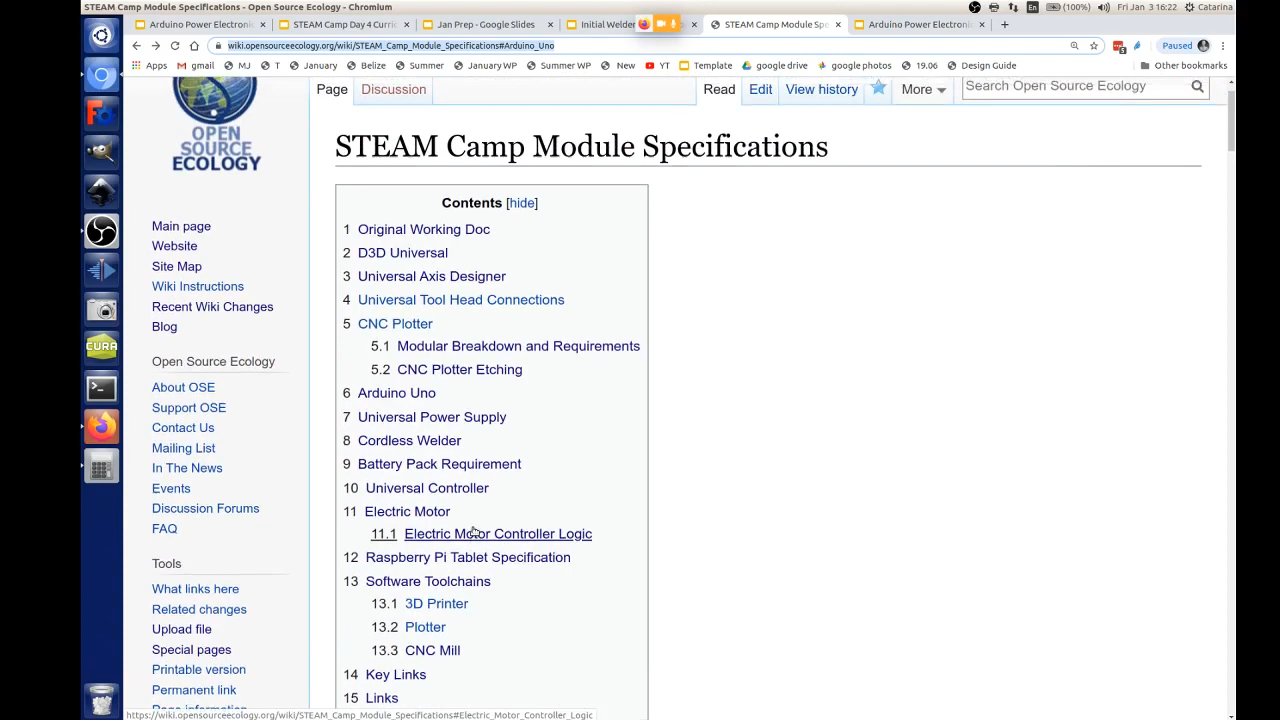 STEAM Camp Module Specifications - Open Source Ecology - Chromium
En (100%) Fri Jan 3 16:22 Catarina
Arduino Power Electronic
STEAM Camp Day 4 Curric
Jan Prep - Google Slides
Initial Welder
STEAM Camp Module Spe
Arduino Power Electronic
wiki.opensourceecology.org/wiki/STEAM_Camp_Module_Specifications#Arduino_Uno
Paused
Apps gmail MJ T January Belize Summer January WP Summer WP New YT Template google drive google photos 19.06 Design Guide Other bookmarks
OPEN
SOURCE
ECOLOGY
Page Discussion Read Edit View history More Search Open Source Ecology
STEAM Camp Module Specifications
Contents [hide]
1 Original Working Doc
2 D3D Universal
3 Universal Axis Designer
4 Universal Tool Head Connections
5 CNC Plotter
5.1 Modular Breakdown and Requirements
5.2 CNC Plotter Etching
6 Arduino Uno
7 Universal Power Supply
8 Cordless Welder
9 Battery Pack Requirement
10 Universal Controller
11 Electric Motor
11.1 Electric Motor Controller Logic
12 Raspberry Pi Tablet Specification
13 Software Toolchains
13.1 3D Printer
13.2 Plotter
13.3 CNC Mill
14 Key Links
15 Links
Main page
Website
Site Map
Wiki Instructions
Recent Wiki Changes
Blog
Open Source Ecology
About OSE
Support OSE
Contact Us
Mailing List
In The News
Events
Discussion Forums
FAQ
Tools
What links here
Related changes
Upload file
Special pages
Printable version
Permanent link
CURA
https://wiki.opensourceecology.org/wiki/STEAM_Camp_Module_Specifications#Electric_Motor_Controller_Logic